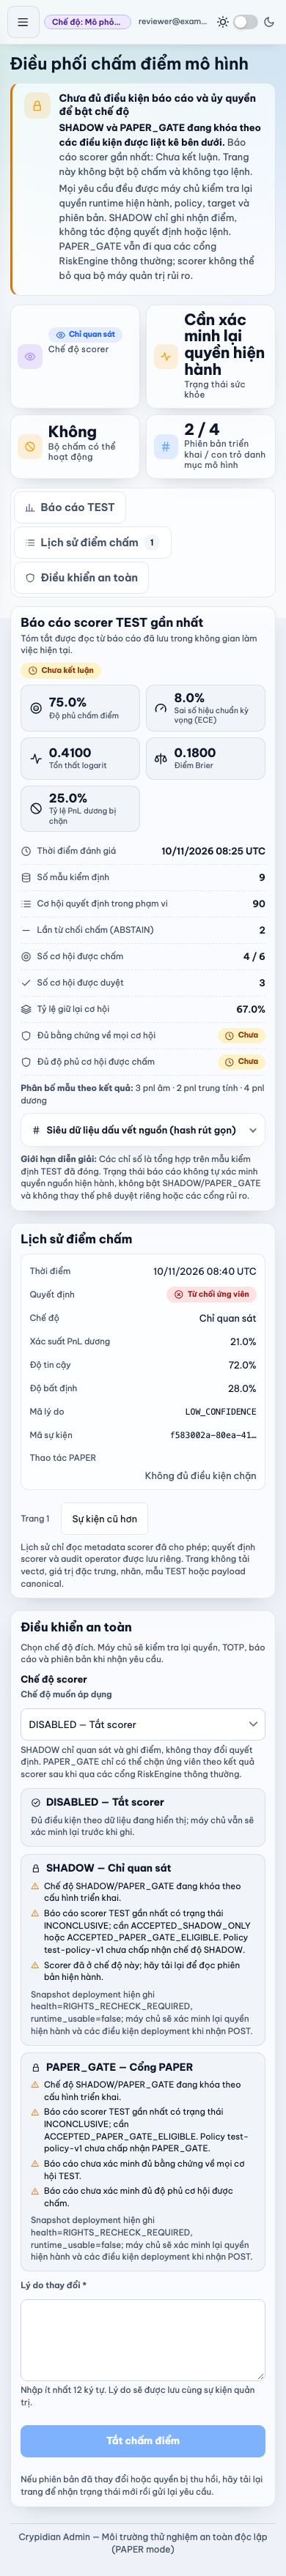 Chế độ: Mô phỏ...
reviewer@exam...
Điều phối chấm điểm mô hình
Chưa đủ điều kiện báo cáo và ủy quyền
để bật chế độ
SHADOW và PAPER_GATE đang khóa theo
các điều kiện được liệt kê bên dưới. Báo
cáo scorer gần nhất: Chưa kết luận. Trang
này không bật bộ chấm và không tạo lệnh.
Mọi yêu cầu đều được máy chủ kiểm tra lại
quyền runtime hiện hành, policy, target và
phiên bản. SHADOW chỉ ghi nhận điểm,
không tác động quyết định hoặc lệnh.
PAPER_GATE vẫn đi qua các cổng
RiskEngine thông thường; scorer không thể
bỏ qua bộ máy quản trị rủi ro.
Chỉ quan sát
Chế độ scorer
Cần xác
minh lại
quyền hiện
hành
Trạng thái sức
khỏe
Không
Bộ chấm có thể
hoạt động
2 / 4
Phiên bản triển
khai / con trỏ danh
mục mô hình
Báo cáo TEST
Lịch sử điểm chấm 1
Điều khiển an toàn
Báo cáo scorer TEST gần nhất
Tóm tắt được đọc từ báo cáo đã lưu trong không gian làm
việc hiện tại.
Chưa kết luận
75.0%
Độ phủ chấm điểm
8.0%
Sai số hiệu chuẩn kỳ
vọng (ECE)
0.4100
Tổn thất logarit
0.1800
Điểm Brier
25.0%
Tỷ lệ PnL dương bị
chặn
Thời điểm đánh giá 10/11/2026 08:25 UTC
Số mẫu kiểm định 9
Cơ hội quyết định trong phạm vi 90
Lần từ chối chấm (ABSTAIN) 2
Số cơ hội được chấm 4 / 6
Số cơ hội được duyệt 3
Tỷ lệ giữ lại cơ hội 67.0%
Đủ bằng chứng về mọi cơ hội Chưa
Đủ độ phủ cơ hội được chấm Chưa
Phân bố mẫu theo kết quả: 3 pnl âm · 2 pnl trung tính · 4 pnl
dương
# Siêu dữ liệu dấu vết nguồn (hash rút gọn)
Giới hạn diễn giải: Các chỉ số là tổng hợp trên mẫu kiểm
định TEST đã đóng. Trạng thái báo cáo không tự xác minh
quyền nguồn hiện hành, không bật SHADOW/PAPER_GATE
và không thay thế phê duyệt riêng hoặc các cổng rủi ro.
Lịch sử điểm chấm
Thời điểm 10/11/2026 08:40 UTC
Quyết định Từ chối ứng viên
Chế độ Chỉ quan sát
Xác suất PnL dương 21.0%
Độ tin cậy 72.0%
Độ bất định 28.0%
Mã lý do LOW_CONFIDENCE
Mã sự kiện f583002a-80ea-41…
Thao tác PAPER
Không đủ điều kiện chặn
Trang 1 Sự kiện cũ hơn
Lịch sử chỉ đọc metadata scorer đã cho phép; quyết định
scorer và audit operator được lưu riêng. Trang không tải
vectơ, giá trị đặc trưng, nhãn, mẫu TEST hoặc payload
canonical.
Điều khiển an toàn
Chọn chế độ đích. Máy chủ sẽ kiểm tra lại quyền, TOTP, báo
cáo và phiên bản khi nhận yêu cầu.
Chế độ scorer
Chế độ muốn áp dụng
DISABLED — Tắt scorer
SHADOW chỉ quan sát và ghi điểm, không thay đổi quyết
định. PAPER_GATE chỉ có thể chặn ứng viên theo kết quả
scorer sau khi qua các cổng RiskEngine thông thường.
DISABLED — Tắt scorer
Đủ điều kiện theo dữ liệu đang hiển thị; máy chủ vẫn sẽ
xác minh lại trước khi ghi.
SHADOW — Chỉ quan sát
Chế độ SHADOW/PAPER_GATE đang khóa theo
cấu hình triển khai.
Báo cáo scorer TEST gần nhất có trạng thái
INCONCLUSIVE; cần ACCEPTED_SHADOW_ONLY
hoặc ACCEPTED_PAPER_GATE_ELIGIBLE. Policy
test-policy-v1 chưa chấp nhận chế độ SHADOW.
Scorer đã ở chế độ này; hãy tải lại để đọc phiên
bản hiện hành.
Snapshot deployment hiện ghi
health=RIGHTS_RECHECK_REQUIRED,
runtime_usable=false; máy chủ sẽ xác minh lại quyền
hiện hành và các điều kiện deployment khi nhận POST.
PAPER_GATE — Cổng PAPER
Chế độ SHADOW/PAPER_GATE đang khóa theo
cấu hình triển khai.
Báo cáo scorer TEST gần nhất có trạng thái
INCONCLUSIVE; cần
ACCEPTED_PAPER_GATE_ELIGIBLE. Policy test-
policy-v1 chưa chấp nhận PAPER_GATE.
Báo cáo chưa xác minh đủ bằng chứng về mọi cơ
hội TEST.
Báo cáo chưa xác minh đủ độ phủ cơ hội được
chấm.
Snapshot deployment hiện ghi
health=RIGHTS_RECHECK_REQUIRED,
runtime_usable=false; máy chủ sẽ xác minh lại quyền
hiện hành và các điều kiện deployment khi nhận POST.
Lý do thay đổi *
Nhập ít nhất 12 ký tự. Lý do sẽ được lưu cùng sự kiện quản
trị.
Tắt chấm điểm
Nếu phiên bản đã thay đổi hoặc quyền bị thu hồi, hãy tải lại
để nhận trạng thái mới rồi gửi lại yêu cầu.
Crypidian Admin — Môi trường thử nghiệm an toàn độc lập
(PAPER mode)